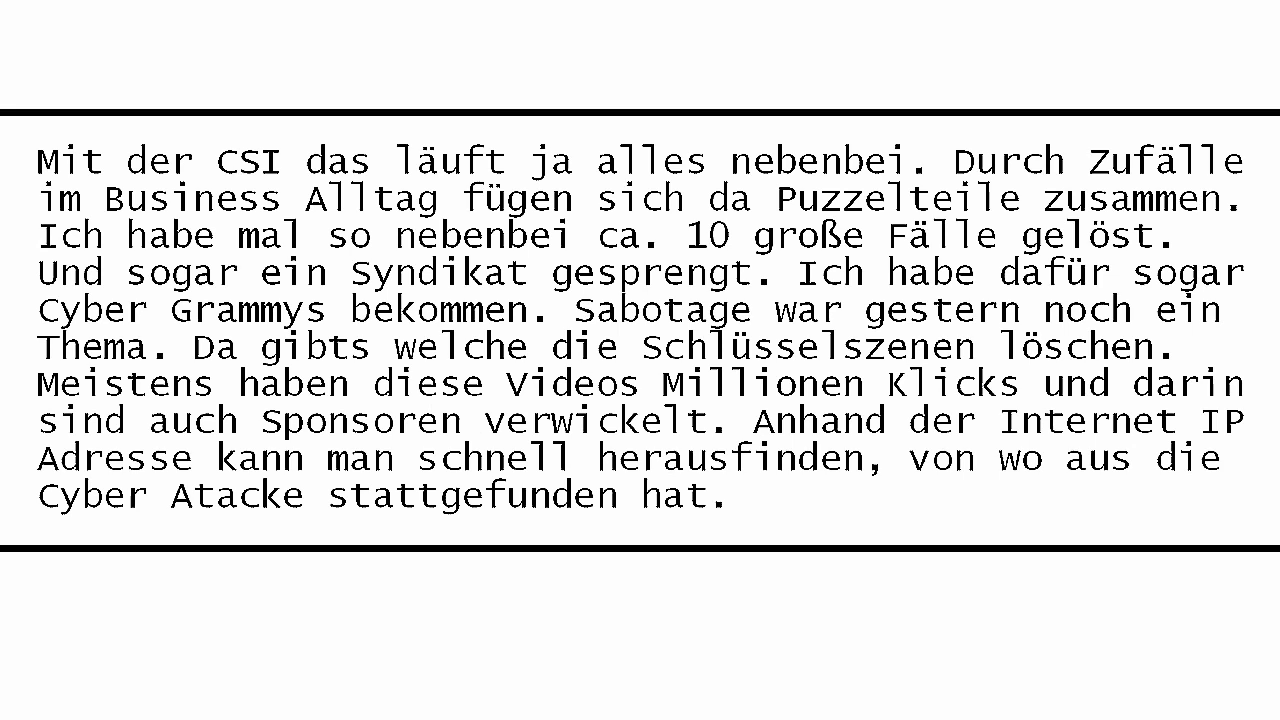 Mit der CSI das läuft ja alles nebenbei. Durch Zufälle
im Business Alltag fügen sich da Puzzelteile zusammen.
Ich habe mal so nebenbei ca. 10 große Fälle gelöst.
Und sogar ein Syndikat gesprengt. Ich habe dafür sogar
Cyber Grammys bekommen. Sabotage war gestern noch ein
Thema. Da gibts welche die Schlüsselszenen löschen.
Meistens haben diese Videos Millionen Klicks und darin
sind auch Sponsoren verwickelt. Anhand der Internet IP
Adresse kann man schnell herausfinden, von wo aus die
Cyber Atacke stattgefunden hat.